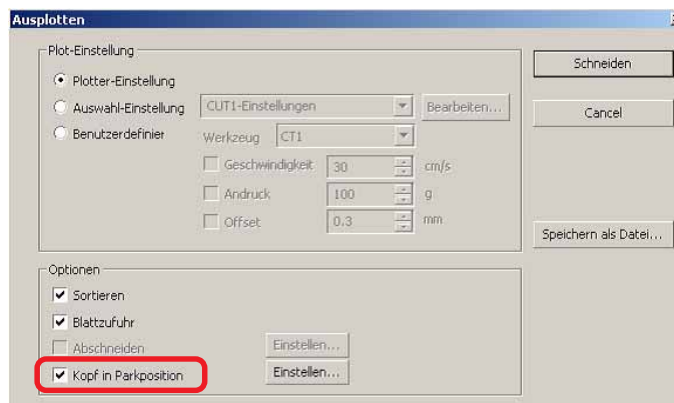 Ausplotten
Plot-Einstellung
Plotter-Einstellung
Auswahl-Einstellung CUT1-Einstellungen Bearbeiten...
Benutzerdefinier Werkzeug CT1
Geschwindigkeit 30 cm/s
Andruck 100 g
Offset 0.3 mm
Schneiden
Cancel
Speichern als Datei...
Optionen
Sortieren
Blattzufuhr
Abschneiden Einstellen...
Kopf in Parkposition Einstellen...